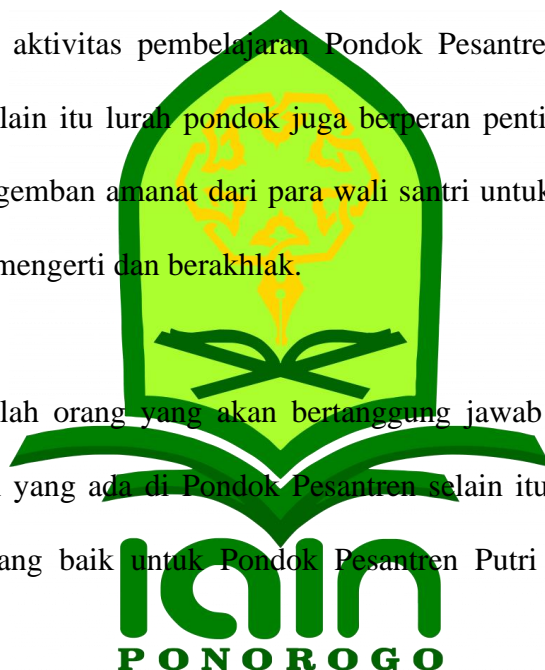 aktivitas pembelajaran Pondok Pesantre
lain itu lurah pondok juga berperan penti
gemban amanat dari para wali santri untuk
mengerti dan berakhlak.
lah orang yang akan bertanggung jawab
yang ada di Pondok Pesantren selain itu
ang baik untuk Pondok Pesantren Putri
iain
PONOROGO